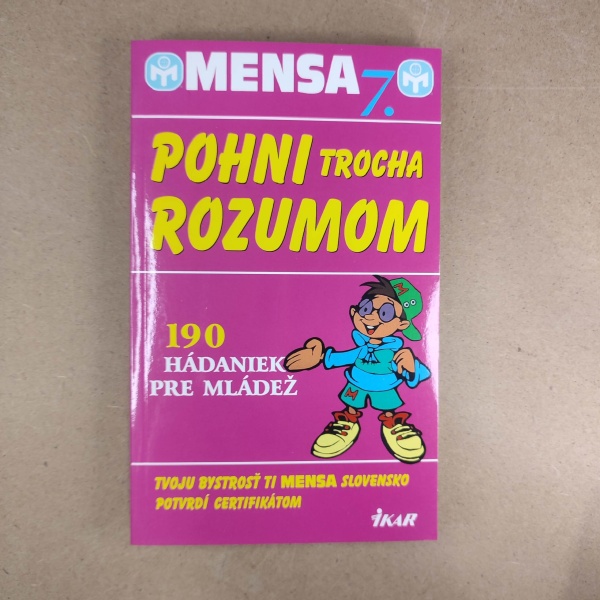 MENSA 7.
POHNI TROCHA
ROZUMOM
190
HÁDANIEK
PRE MLÁDEŽ
M
M
TVOJU BYSTROSŤ TI MENSA SLOVENSKO
POTVRDÍ CERTIFIKÁTOM
IKAR